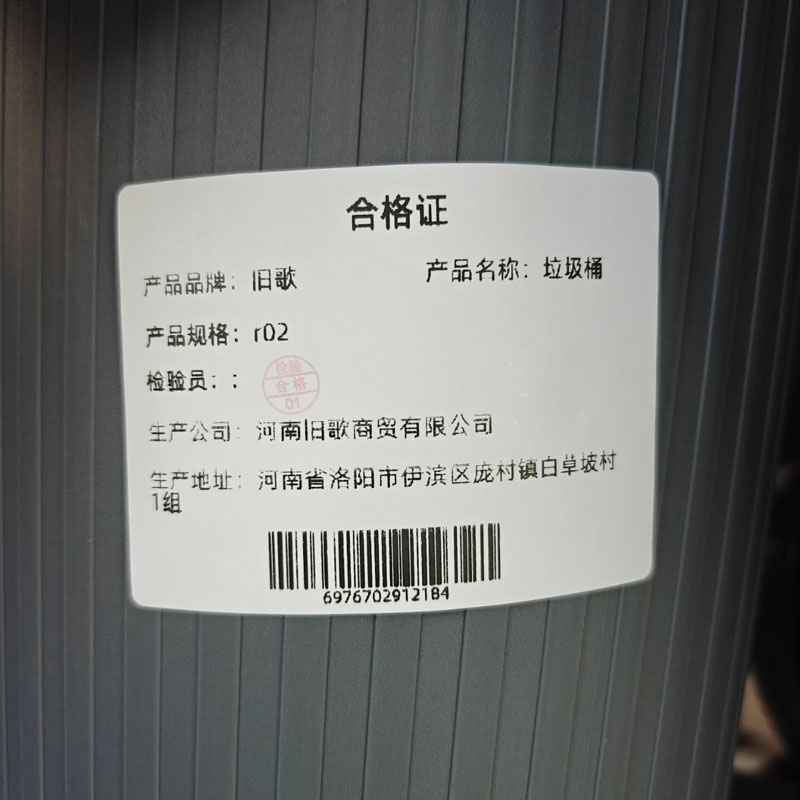 合格证
产品品牌：旧歌
产品名称：垃圾桶
产品规格：r02
检验员：：
检验
合格
01
生产公司：河南旧歌商贸有限公司
生产地址：河南省洛阳市伊滨区庞村镇白草坡村
1组
6976702912184